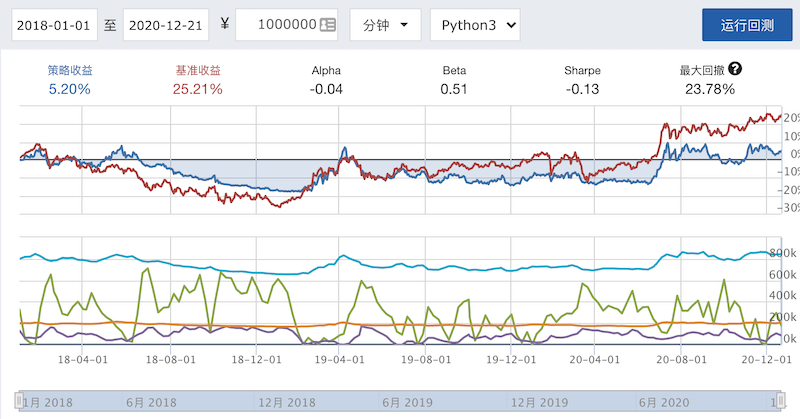 2018-01-01 至 2020-12-21 ¥ 1000000 分钟 Python3 运行回测
策略收益 基准收益 Alpha Beta Sharpe 最大回撤 ?
5.20% 25.21% -0.04 0.51 -0.13 23.78%
20%
10%
0%
-10%
-20%
-30%
800k
600k
400k
200k
0k
18-04-01 18-08-01 18-12-01 19-04-01 19-08-01 19-12-01 20-04-01 20-08-01 20-12-01
1月 2018 6月 2018 12月 2018 6月 2019 12月 2019 6月 2020